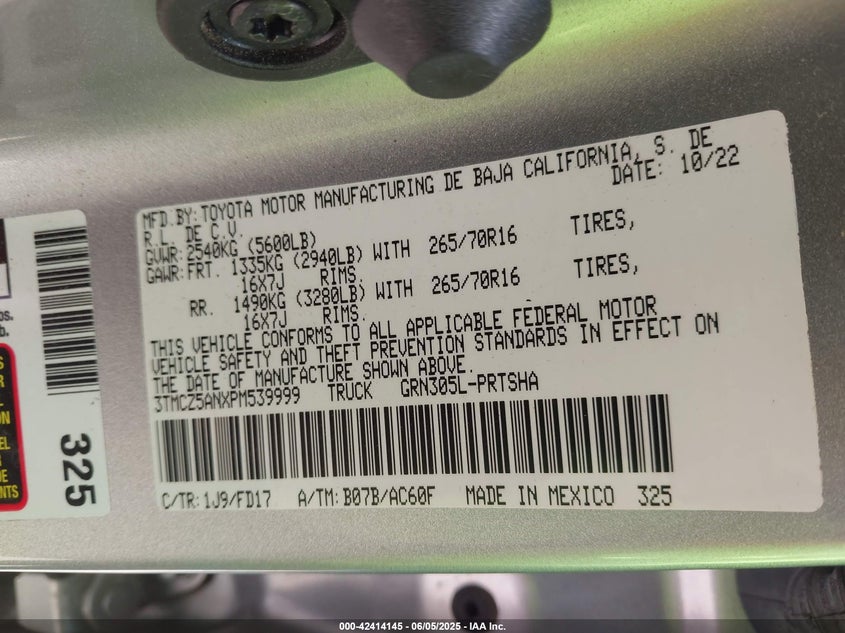 MFD.BY:TOYOTA MOTOR MANUFACTURING DE BAJA CALIFORNIA, S. DE
R.L. DE C.V. DATE: 10/22
GVWR:2540KG (5600LB)
GAWR:FRT. 1335KG (2940LB) WITH 265/70R16 TIRES,
16X7J RIMS.
RR. 1490KG (3280LB) WITH 265/70R16 TIRES,
16X7J RIMS.
THIS VEHICLE CONFORMS TO ALL APPLICABLE FEDERAL MOTOR
VEHICLE SAFETY AND THEFT PREVENTION STANDARDS IN EFFECT ON
THE DATE OF MANUFACTURE SHOWN ABOVE.
3TMCZ5ANXPM539999 TRUCK GRN305L-PRTSHA
C/TR:1J9/FD17 A/TM:B07B/AC60F MADE IN MEXICO 325
325
000-42414145 - 06/05/2025 - IAA Inc.